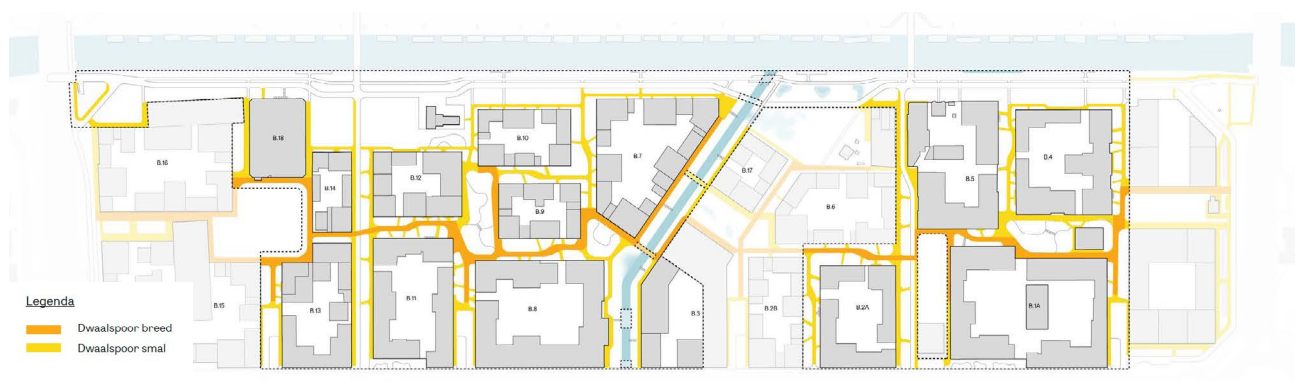 B.16
B.18
B.14
B.12
B.10
B.9
B.7
B.17
B.6
B.5
D.4
B.15
B.13
B.11
B.8
B.3
B.2B
B.2A
B.1A
Legenda
Dwaalspoor breed
Dwaalspoor smal